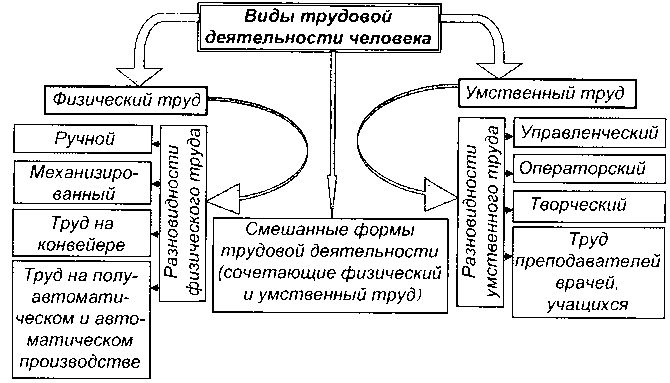 Виды трудовой
деятельности человека
Физический труд
Умственный труд
Ручной
Механизиро-
ванный
Труд на
конвейере
Труд на полу-
автомати-
ческом и авто-
матическом
производстве
Разновидности
физического труда
Смешанные формы
трудовой деятельности
(сочетающие физический
и умственный труд)
Разновидности
умственного труда
Управленческий
Операторский
Творческий
Труд
преподавателей
врачей,
учащихся